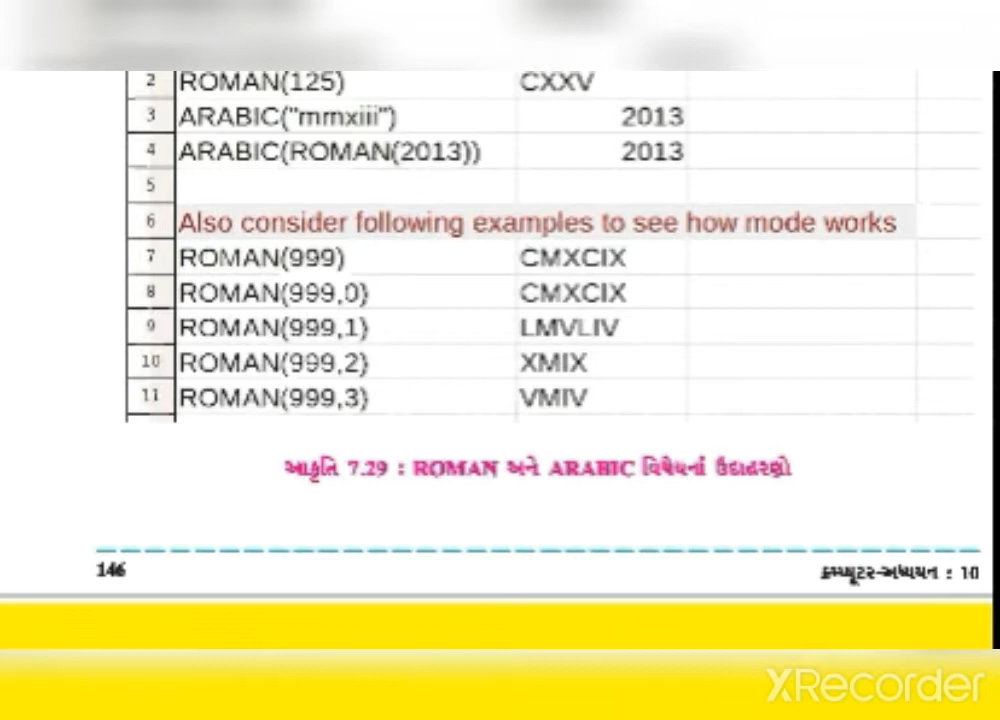 2 ROMAN(125) CXXV
3 ARABIC("mmxiii") 2013
4 ARABIC(ROMAN(2013)) 2013
5
6 Also consider following examples to see how mode works
7 ROMAN(999) CMXCIX
8 ROMAN(999,0) CMXCIX
9 ROMAN(999,1) LMVLIV
10 ROMAN(999,2) XMIX
11 ROMAN(999,3) VMIV
આકૃતિ 7.29 : ROMAN અને ARABIC વિધેયનાં ઉદાહરણો
146 કમ્પ્યૂટર-અધ્યયન : 10
XRecorder